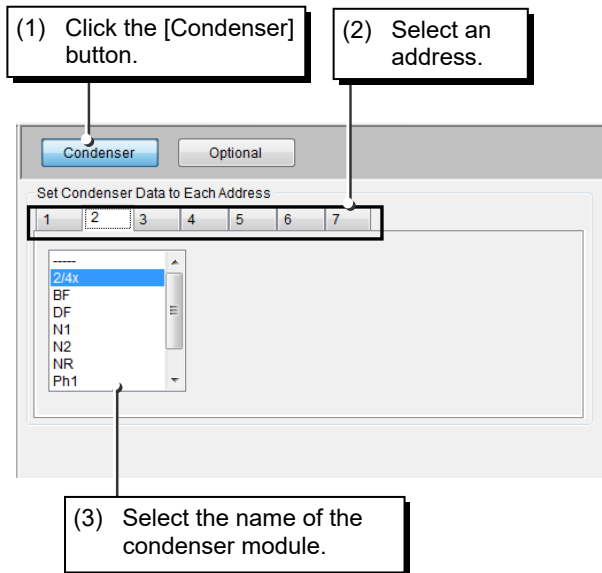 (1) Click the [Condenser]
button.
(2) Select an
address.
Condenser
Optional
Set Condenser Data to Each Address
1 2 3 4 5 6 7
-----
2/4x
BF
DF
N1
N2
NR
Ph1
(3) Select the name of the
condenser module.